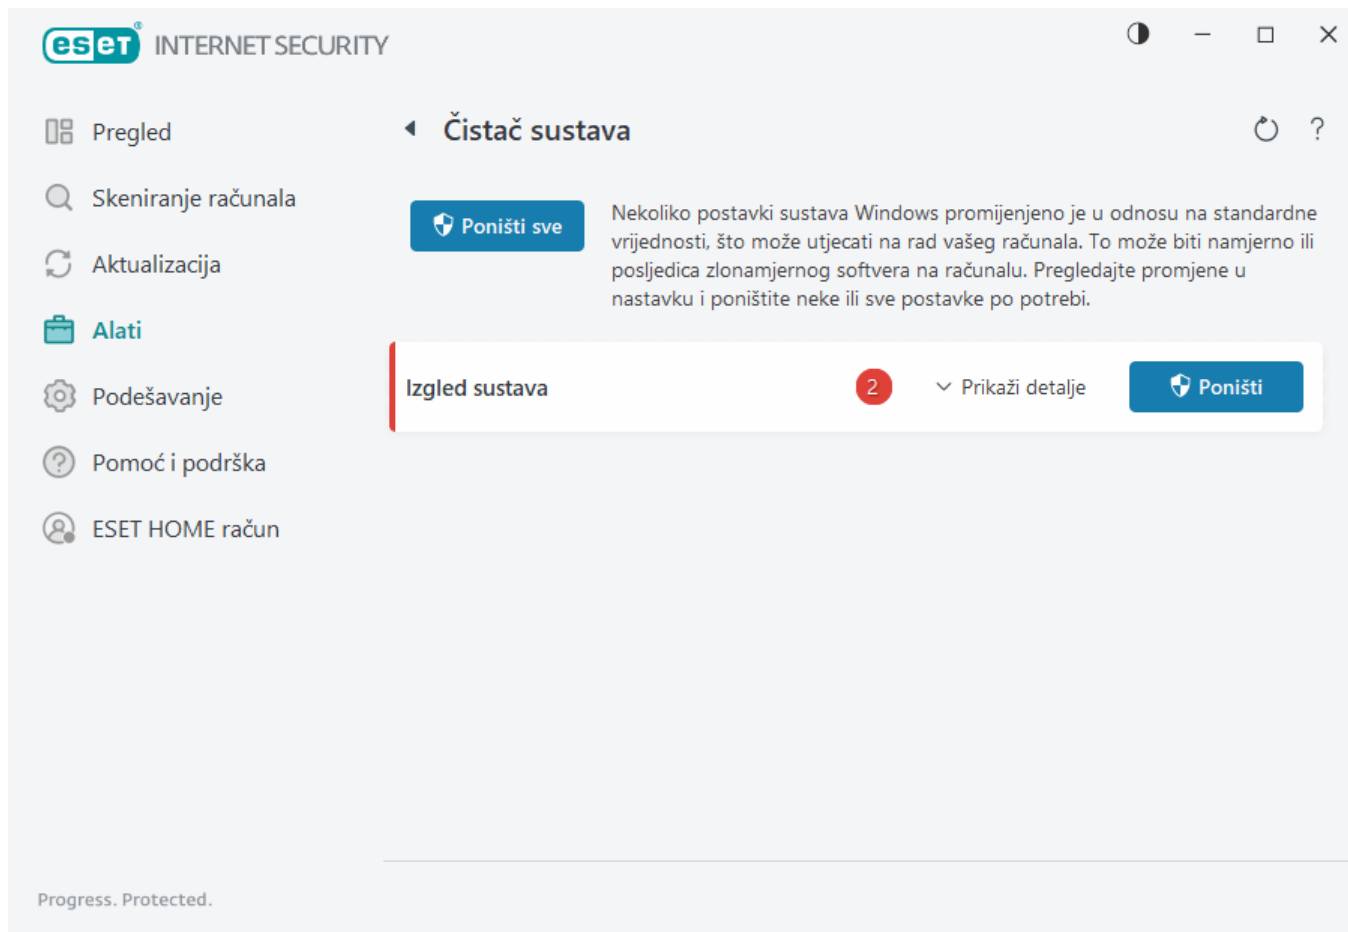 eset® INTERNET SECURITY
Pregled
Skeniranje računala
Aktualizacija
Alati
Podešavanje
Pomoć i podrška
ESET HOME račun
Čistač sustava
?
Poništi sve
Nekoliko postavki sustava Windows promijenjeno je u odnosu na standardne
vrijednosti, što može utjecati na rad vašeg računala. To može biti namjerno ili
posljedica zlonamjernog softvera na računalu. Pregledajte promjene u
nastavku i poništite neke ili sve postavke po potrebi.
Izgled sustava 2 Prikaži detalje Poništi
Progress. Protected.